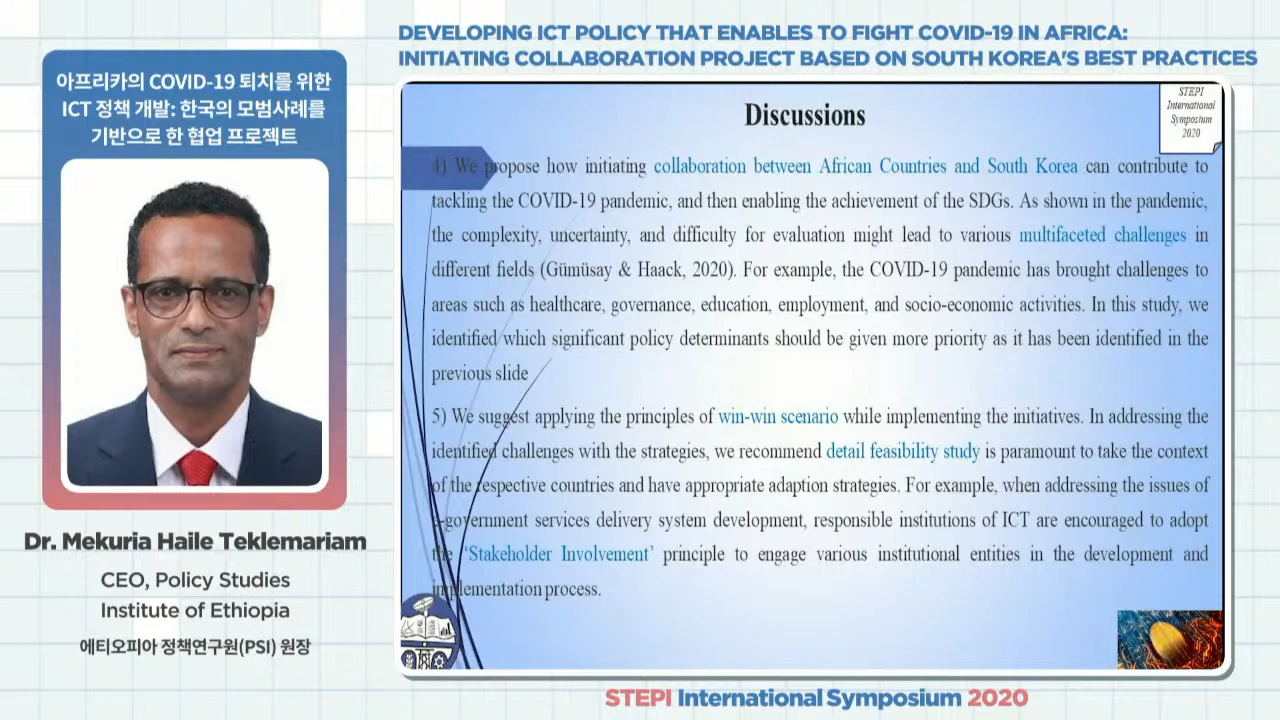 DEVELOPING ICT POLICY THAT ENABLES TO FIGHT COVID-19 IN AFRICA:
INITIATING COLLABORATION PROJECT BASED ON SOUTH KOREA'S BEST PRACTICES
아프리카의 COVID-19 퇴치를 위한
ICT 정책 개발: 한국의 모범사례를
기반으로 한 협업 프로젝트
Dr. Mekuria Haile Teklemariam
CEO, Policy Studies
Institute of Ethiopia
에티오피아 정책연구원(PSI) 원장
STEPI
International
Symposium
2020
Discussions
4) We propose how initiating collaboration between African Countries and South Korea can contribute to
tackling the COVID-19 pandemic, and then enabling the achievement of the SDGs. As shown in the pandemic,
the complexity, uncertainty, and difficulty for evaluation might lead to various multifaceted challenges in
different fields (Gümüsay & Haack, 2020). For example, the COVID-19 pandemic has brought challenges to
areas such as healthcare, governance, education, employment, and socio-economic activities. In this study, we
identified which significant policy determinants should be given more priority as it has been identified in the
previous slide
5) We suggest applying the principles of win-win scenario while implementing the initiatives. In addressing the
identified challenges with the strategies, we recommend detail feasibility study is paramount to take the context
of the respective countries and have appropriate adaption strategies. For example, when addressing the issues of
e-government services delivery system development, responsible institutions of ICT are encouraged to adopt
the 'Stakeholder Involvement' principle to engage various institutional entities in the development and
implementation process.
STEPI International Symposium 2020